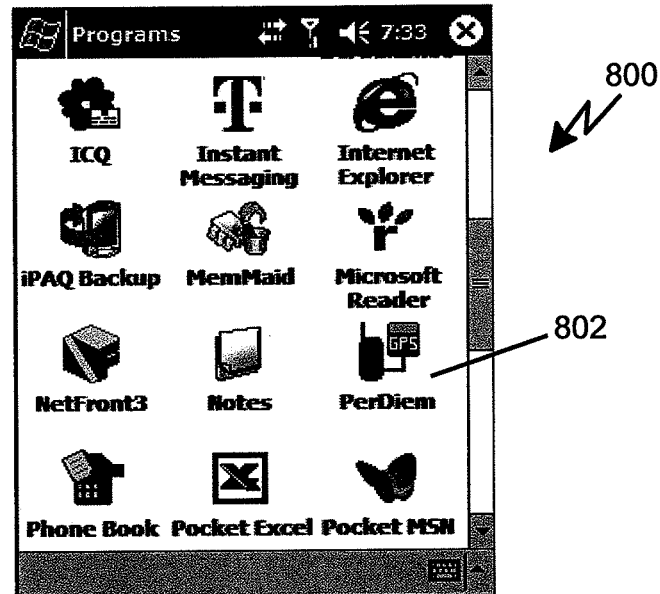 Programs 7:33
800
ICQ Instant Messaging Internet Explorer
iPAQ Backup MemMaid Microsoft Reader
GPS
802
NetFront3 Notes PerDiem
Phone Book Pocket Excel Pocket MSN